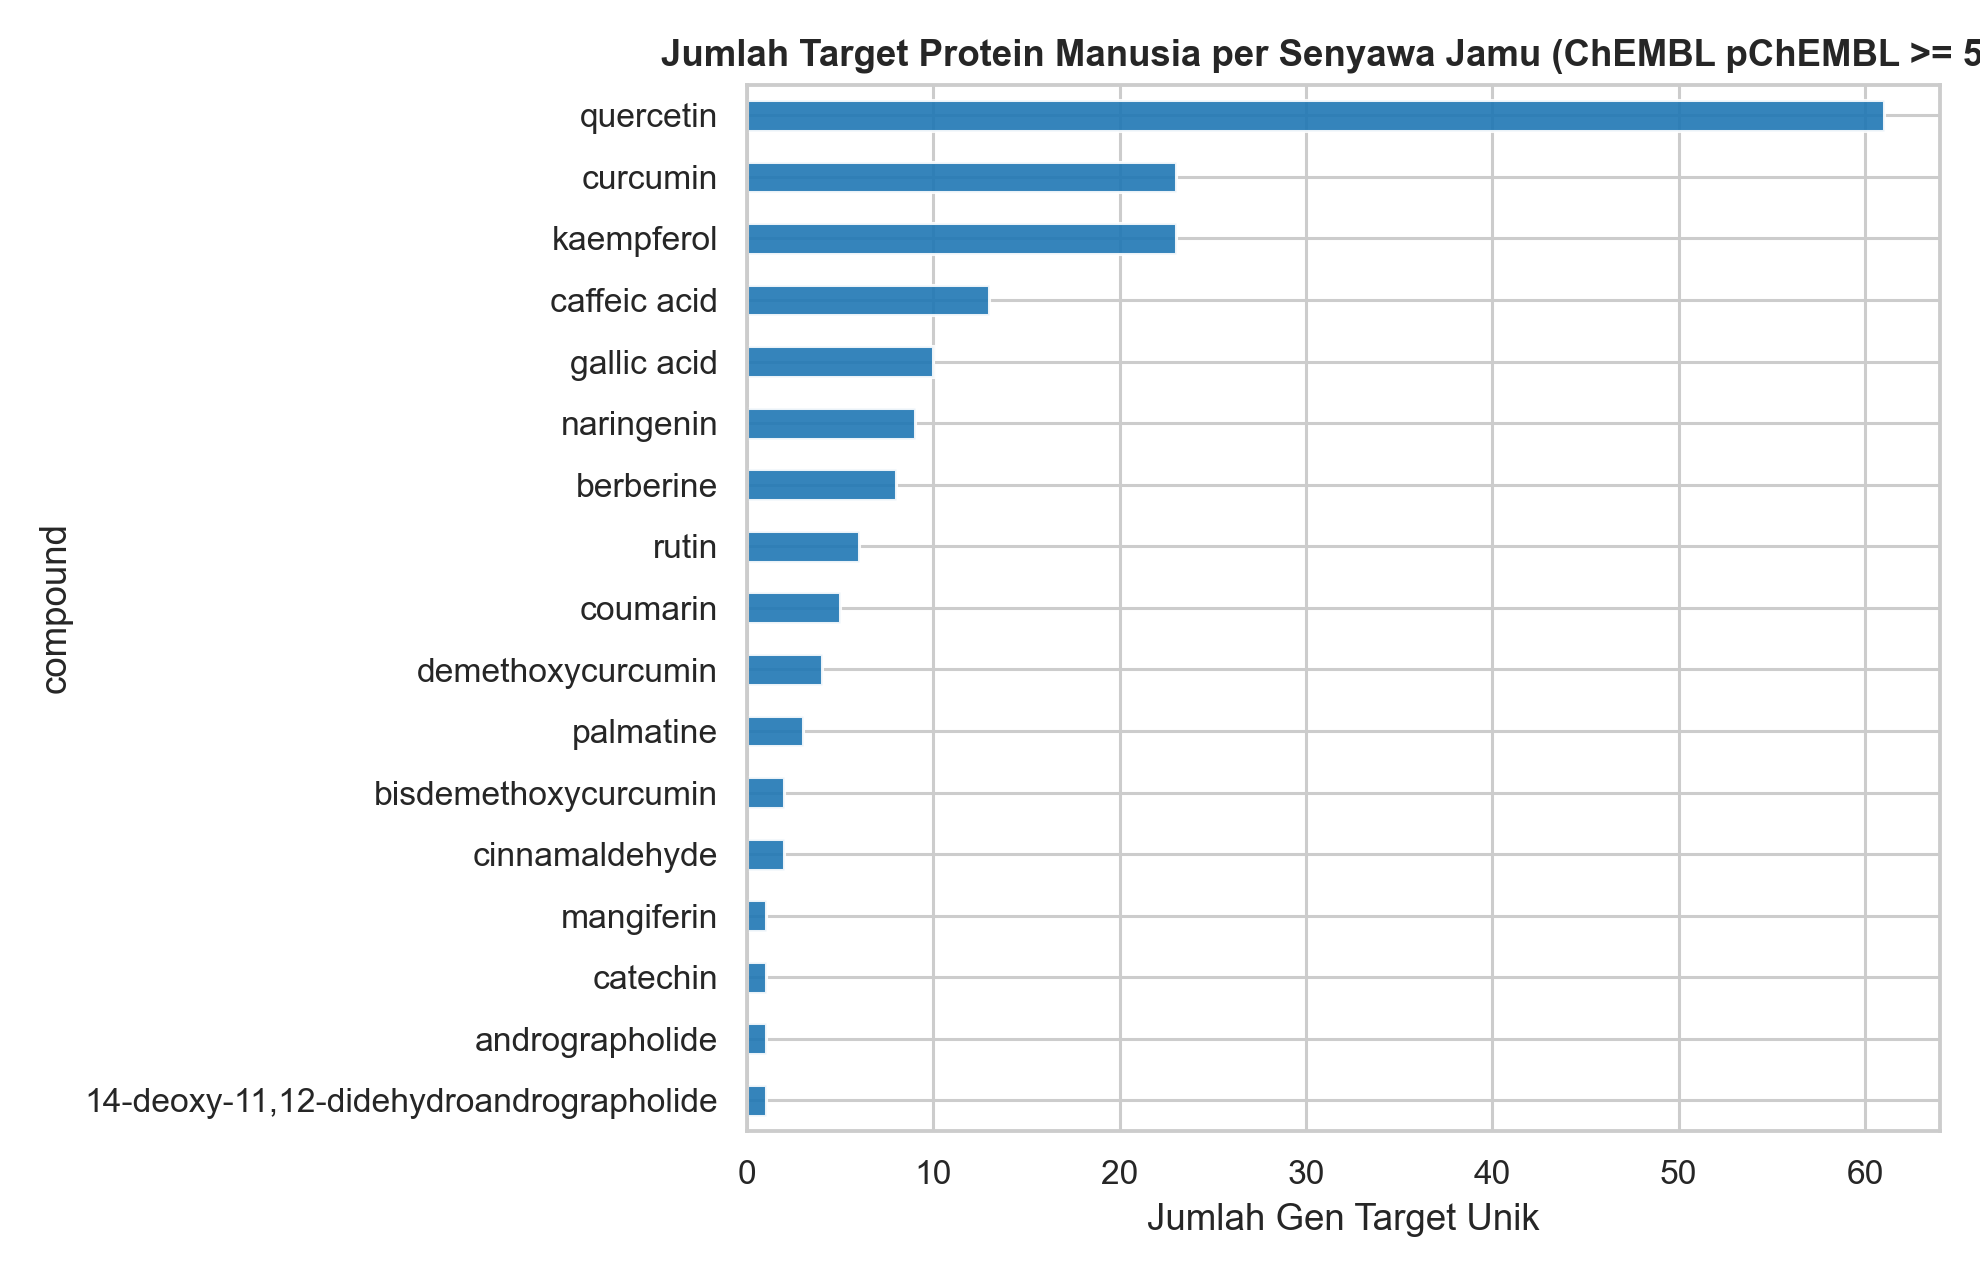 Jumlah Target Protein Manusia per Senyawa Jamu (ChEMBL pChEMBL >= 5
quercetin
curcumin
kaempferol
caffeic acid
gallic acid
naringenin
berberine
rutin
coumarin
demethoxycurcumin
palmatine
bisdemethoxycurcumin
cinnamaldehyde
mangiferin
catechin
andrographolide
14-deoxy-11,12-didehydroandrographolide
compound
0 10 20 30 40 50 60
Jumlah Gen Target Unik